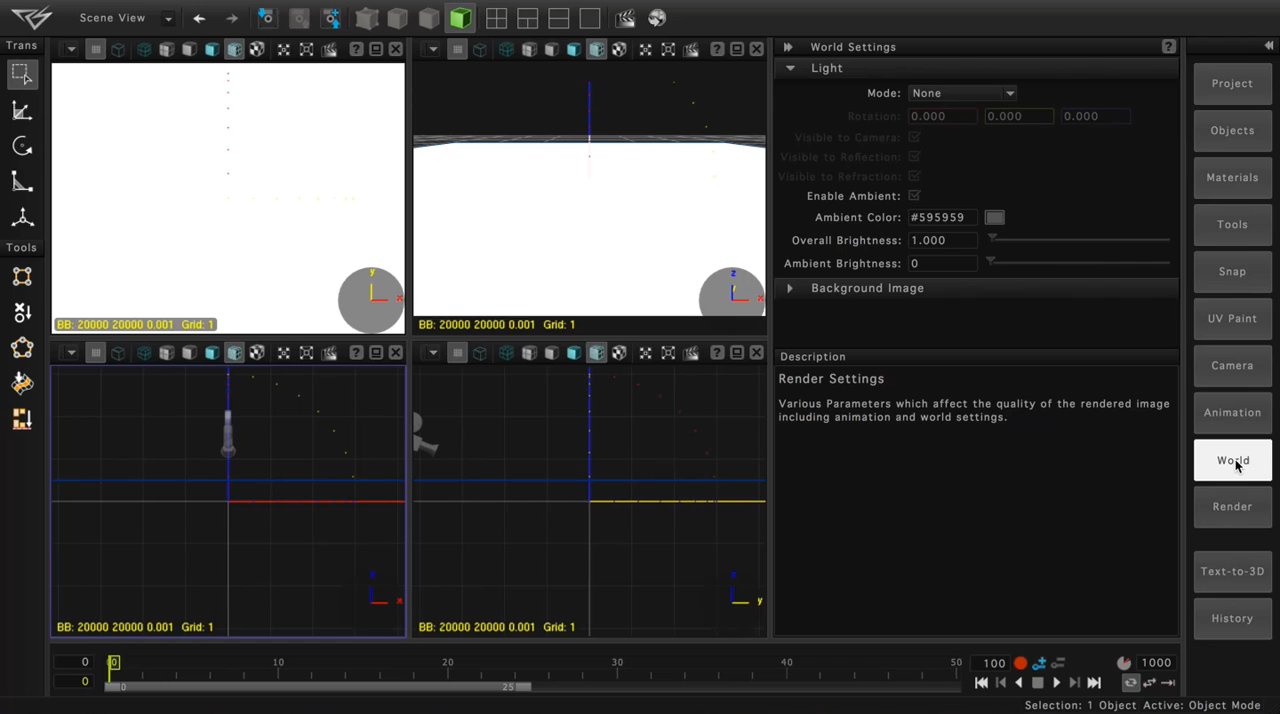 Scene View
Trans
Tools
BB: 20000 20000 0.001 Grid: 1
y
x
BB: 20000 20000 0.001 Grid: 1
z
x
BB: 20000 20000 0.001 Grid: 1
x
BB: 20000 20000 0.001 Grid: 1
y
World Settings
?
Light
Mode: None
Rotation: 0.000 0.000 0.000
Visible to Camera:
Visible to Reflection:
Visible to Refraction:
Enable Ambient:
Ambient Color: #595959
Overall Brightness: 1.000
Ambient Brightness: 0
Background Image
Description
Render Settings
Various Parameters which affect the quality of the rendered image
including animation and world settings.
Project
Objects
Materials
Tools
Snap
UV Paint
Camera
Animation
World
Render
Text-to-3D
History
0 0 10 20 30 40 50 100 1000
0 0 25
Selection: 1 Object Active: Object Mode